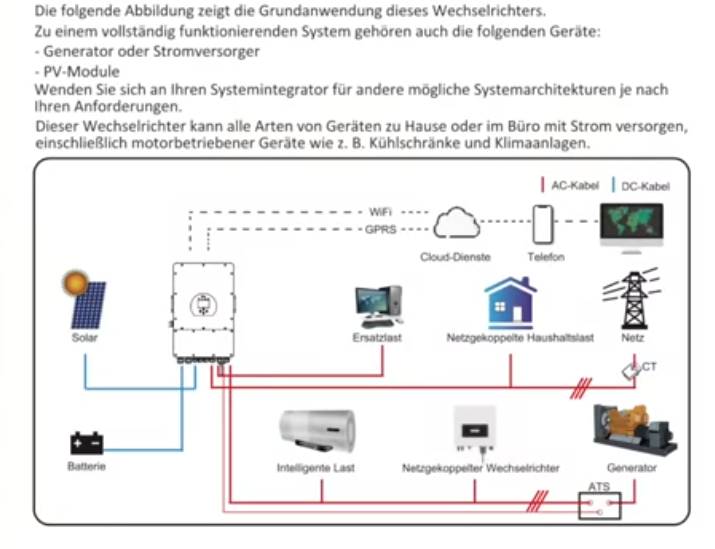 Die folgende Abbildung zeigt die Grundanwendung dieses Wechselrichters.
Zu einem vollständig funktionierenden System gehören auch die folgenden Geräte:
- Generator oder Stromversorger
- PV-Module
Wenden Sie sich an Ihren Systemintegrator für andere mögliche Systemarchitekturen je nach
Ihren Anforderungen.
Dieser Wechselrichter kann alle Arten von Geräten zu Hause oder im Büro mit Strom versorgen,
einschließlich motorbetriebener Geräte wie z. B. Kühlschränke und Klimaanlagen.
AC-Kabel
DC-Kabel
WiFi
GPRS
Cloud-Dienste
Telefon
Solar
Ersatzlast
Netzgekoppelte Haushaltslast
Netz
CT
Batterie
Intelligente Last
Netzgekoppelter Wechselrichter
Generator
ATS